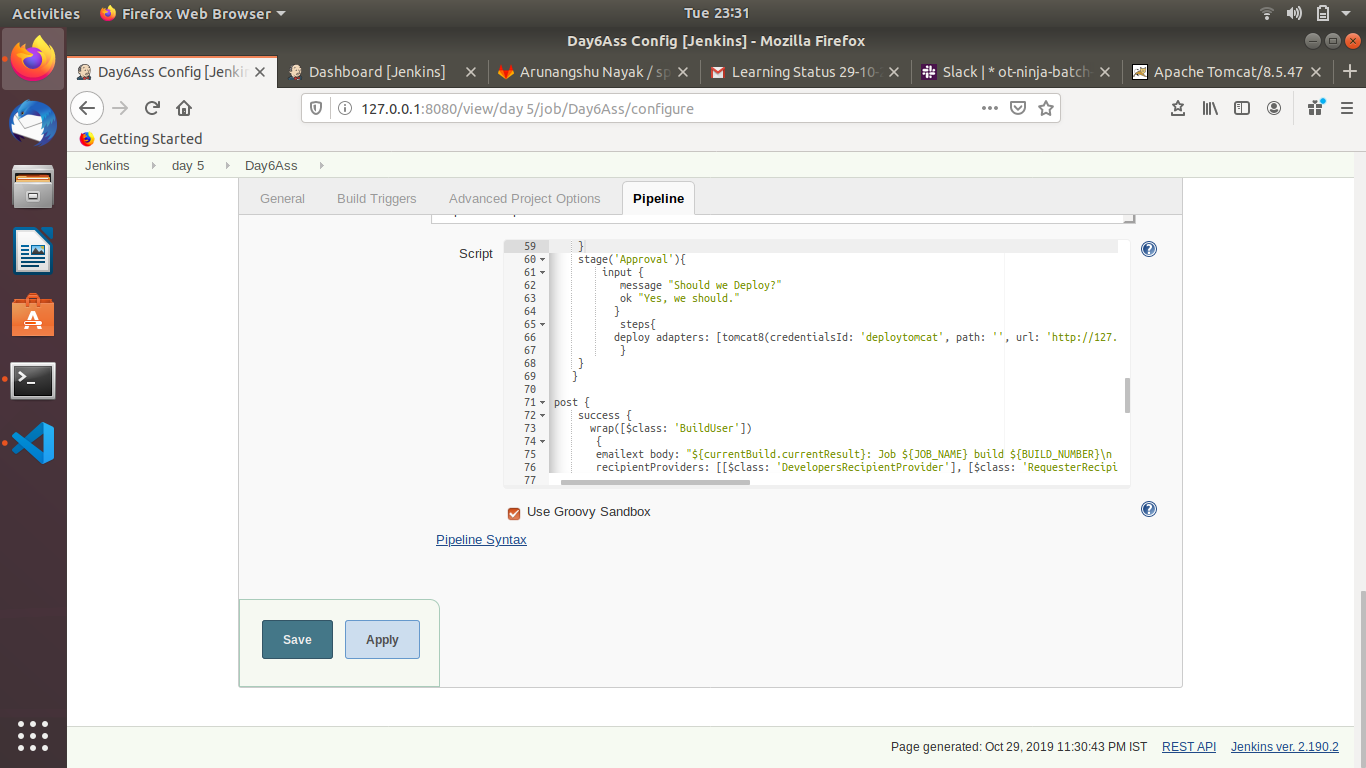 Activities Firefox Web Browser Tue 23:31
Day6Ass Config [Jenkins] - Mozilla Firefox
Day6Ass Config [Jenki Dashboard [Jenkins] Arunangshu Nayak / sp Learning Status 29-10- Slack | * ot-ninja-batch- Apache Tomcat/8.5.47
127.0.0.1:8080/view/day 5/job/Day6Ass/configure
Getting Started
Jenkins day 5 Day6Ass
General Build Triggers Advanced Project Options Pipeline
Script
59 }
60 stage('Approval'){
61 input {
62 message "Should we Deploy?"
63 ok "Yes, we should."
64 }
65 steps{
66 deploy adapters: [tomcat8(credentialsId: 'deploytomcat', path: '', url: 'http://127.
67 }
68 }
69 }
70
71 post {
72 success {
73 wrap([$class: 'BuildUser'])
74 {
75 emailext body: "${currentBuild.currentResult}: Job ${JOB_NAME} build ${BUILD_NUMBER}\n
76 recipientProviders: [[$class: 'DevelopersRecipientProvider'], [$class: 'RequesterRecipi
77
Use Groovy Sandbox
Pipeline Syntax
Save Apply
Page generated: Oct 29, 2019 11:30:43 PM IST REST API Jenkins ver. 2.190.2